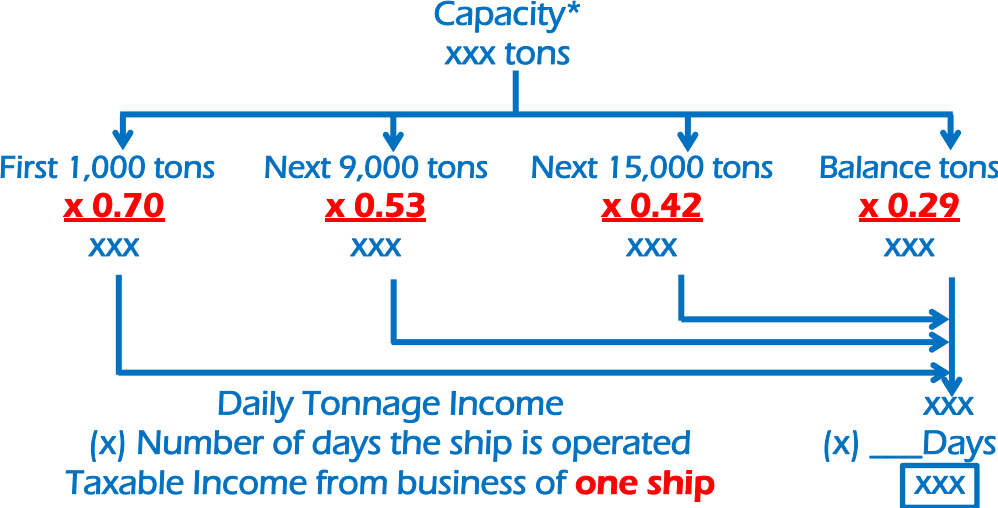 Capacity*
xxx tons
First 1,000 tons Next 9,000 tons Next 15,000 tons Balance tons
x 0.70 x 0.53 x 0.42 x 0.29
xxx xxx xxx xxx
Daily Tonnage Income xxx
(x) Number of days the ship is operated (x) ___Days
Taxable Income from business of one ship xxx